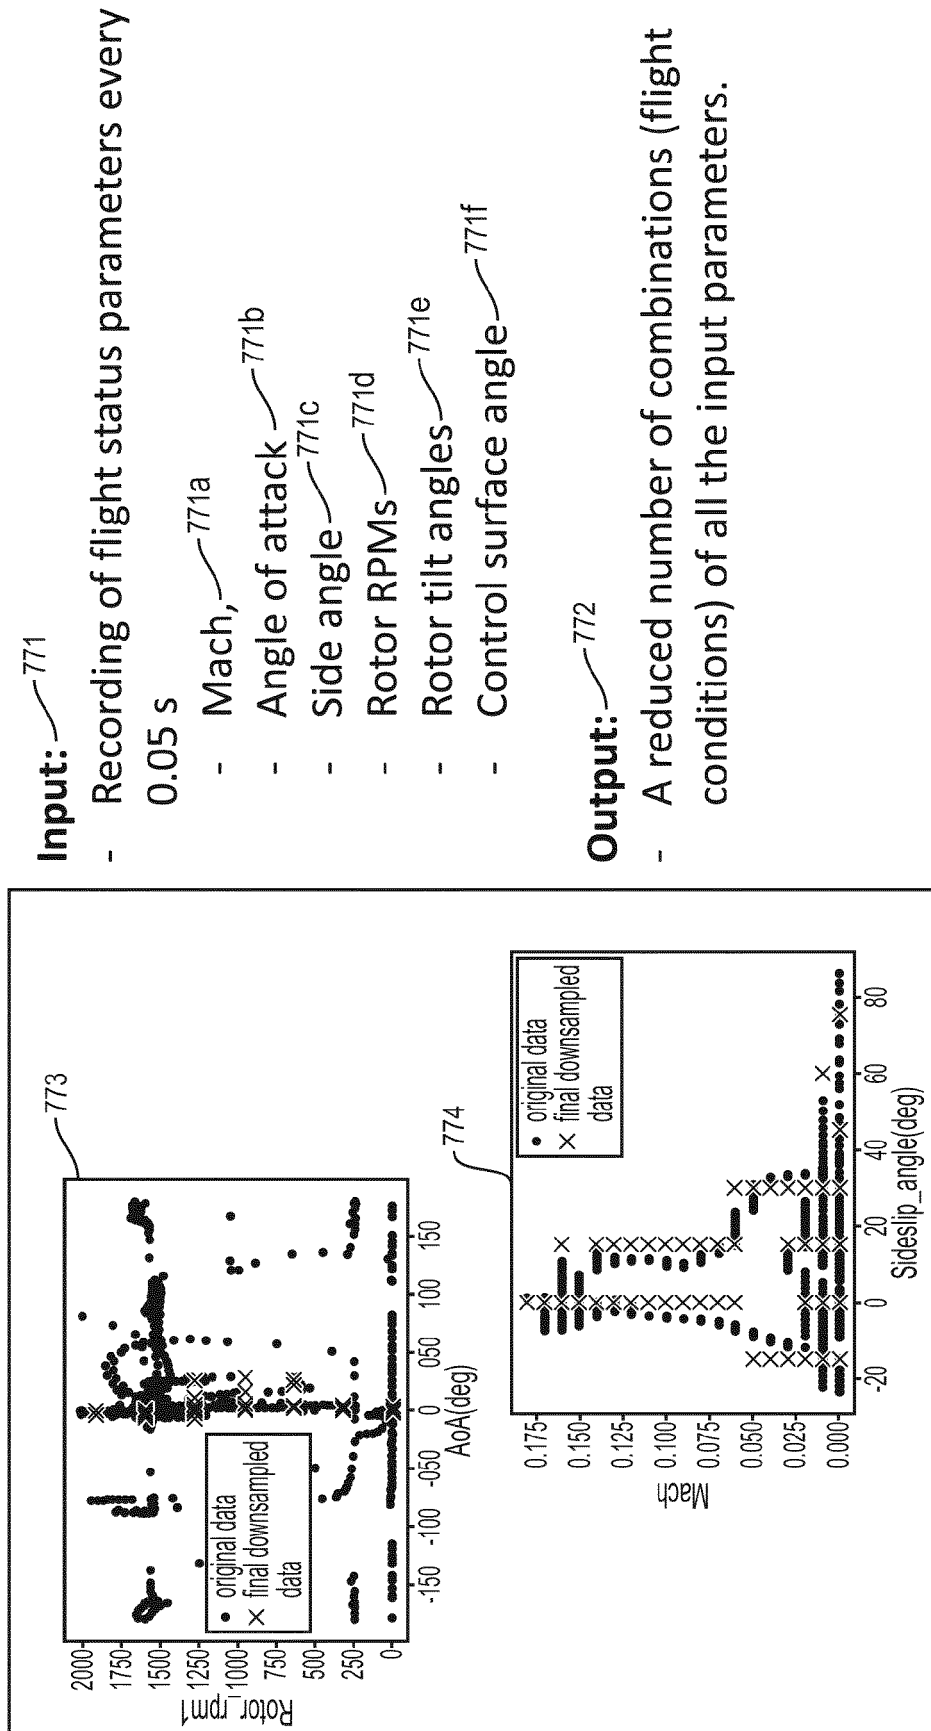 Input:
771
- Recording of flight status parameters every
0.05 s
- Mach,
771a
- Angle of attack
771b
- Side angle
771c
- Rotor RPMs
771d
- Rotor tilt angles
771e
- Control surface angle
771f
Output:
772
- A reduced number of combinations (flight
conditions) of all the input parameters.
773
Rotor_rpm1
2000
1750
1500
1250
1000
750
500
250
0
• original data
× final downsampled
data
-150
-100
-050
0
050
100
150
AoA(deg)
774
Mach
0.175
0.150
0.125
0.100
0.075
0.050
0.025
0.000
• original data
× final downsampled
data
-20
0
20
40
60
80
Sideslip_angle(deg)